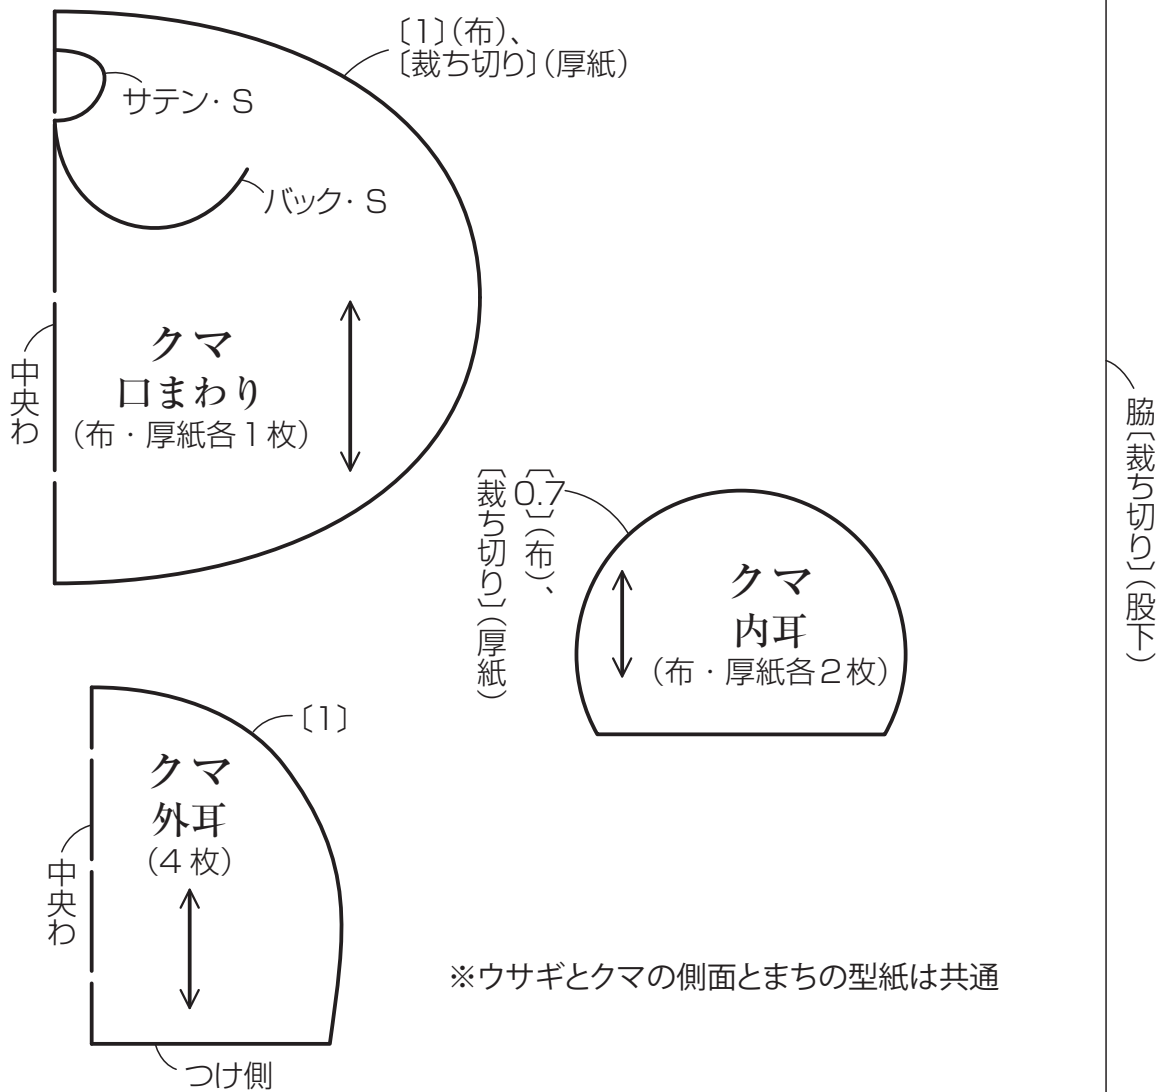 〔1〕(布)、
〔裁ち切り〕(厚紙)
サテン・S
バック・S
中央わ
クマ
口まわり
(布・厚紙各1枚)
〔0.7〕(布)、
〔裁ち切り〕(厚紙)
クマ
内耳
(布・厚紙各2枚)
脇〔裁ち切り〕(股下)
〔1〕
クマ
外耳
(4枚)
中央わ
つけ側
※ウサギとクマの側面とまちの型紙は共通